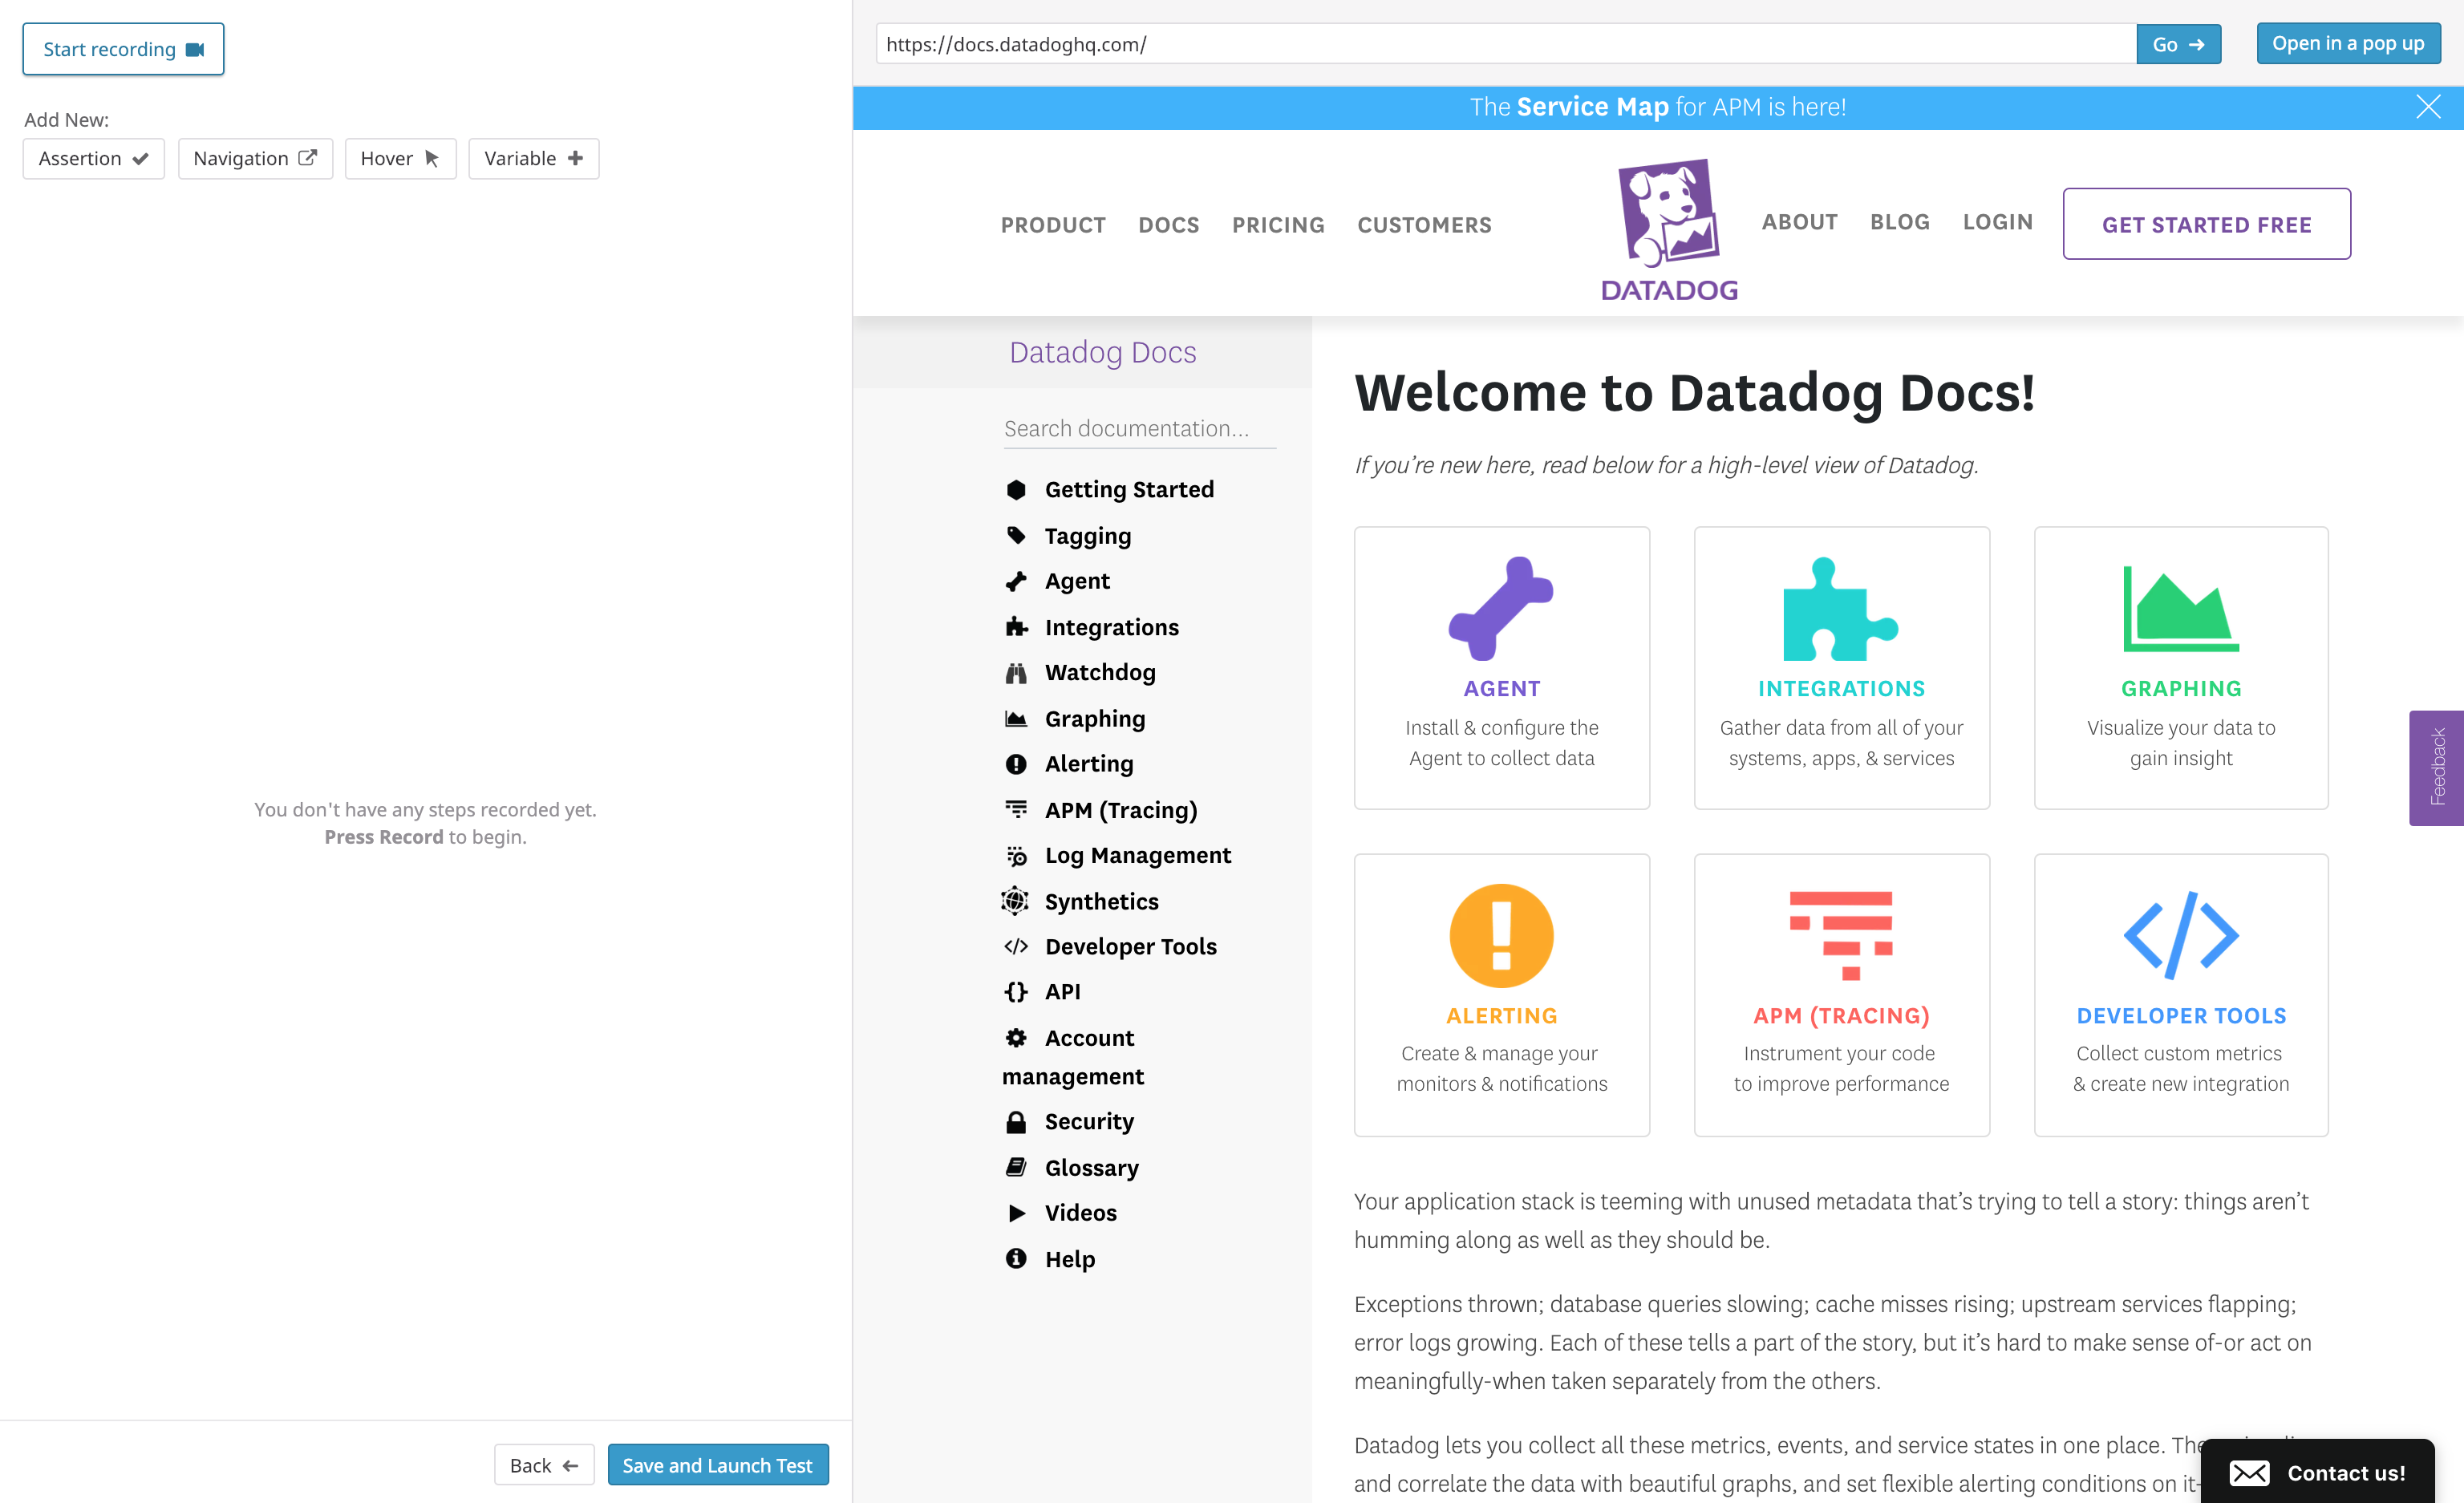 Start recording
Add New:
Assertion
Navigation
Hover
Variable
You don't have any steps recorded yet.
Press Record to begin.
Back
Save and Launch Test
https://docs.datadoghq.com/
Go
Open in a pop up
The Service Map for APM is here!
PRODUCT
DOCS
PRICING
CUSTOMERS
DATADOG
ABOUT
BLOG
LOGIN
GET STARTED FREE
Datadog Docs
Search documentation...
Getting Started
Tagging
Agent
Integrations
Watchdog
Graphing
Alerting
APM (Tracing)
Log Management
Synthetics
Developer Tools
API
Account
management
Security
Glossary
Videos
Help
Welcome to Datadog Docs!
If you’re new here, read below for a high-level view of Datadog.
AGENT
Install & configure the
Agent to collect data
INTEGRATIONS
Gather data from all of your
systems, apps, & services
GRAPHING
Visualize your data to
gain insight
ALERTING
Create & manage your
monitors & notifications
APM (TRACING)
Instrument your code
to improve performance
DEVELOPER TOOLS
Collect custom metrics
& create new integration
Your application stack is teeming with unused metadata that’s trying to tell a story: things aren’t
humming along as well as they should be.
Exceptions thrown; database queries slowing; cache misses rising; upstream services flapping;
error logs growing. Each of these tells a part of the story, but it’s hard to make sense of-or act on
meaningfully-when taken separately from the others.
Datadog lets you collect all these metrics, events, and service states in one place.
and correlate the data with beautiful graphs, and set flexible alerting conditions on it-
Feedback
Contact us!